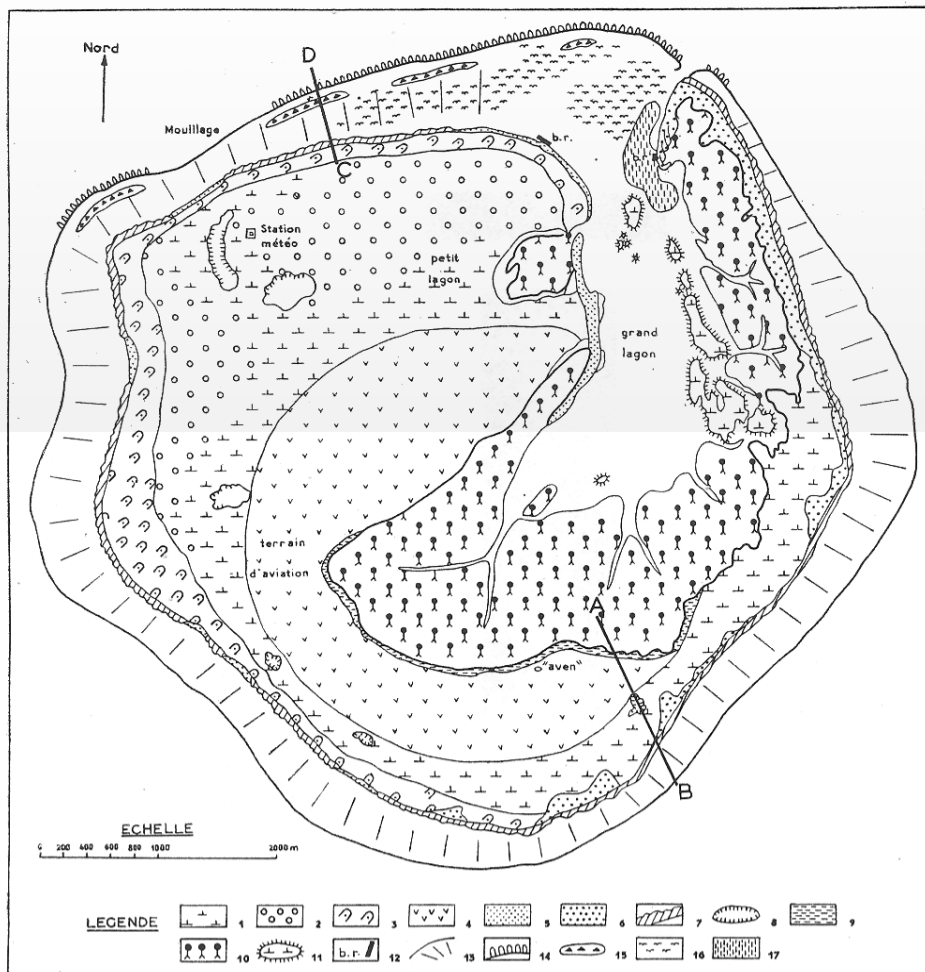 Nord
D
Mouillage
b.r.
C
Station
météo
petit
lagon
grand
lagon
terrain
d'aviation
A
"aven"
B
ECHELLE
0 200 400 600 800 1000 2000 m
LEGENDE 1 2 3 4 5 6 7 8 9
10 11 b.r. 12 13 14 15 16 17